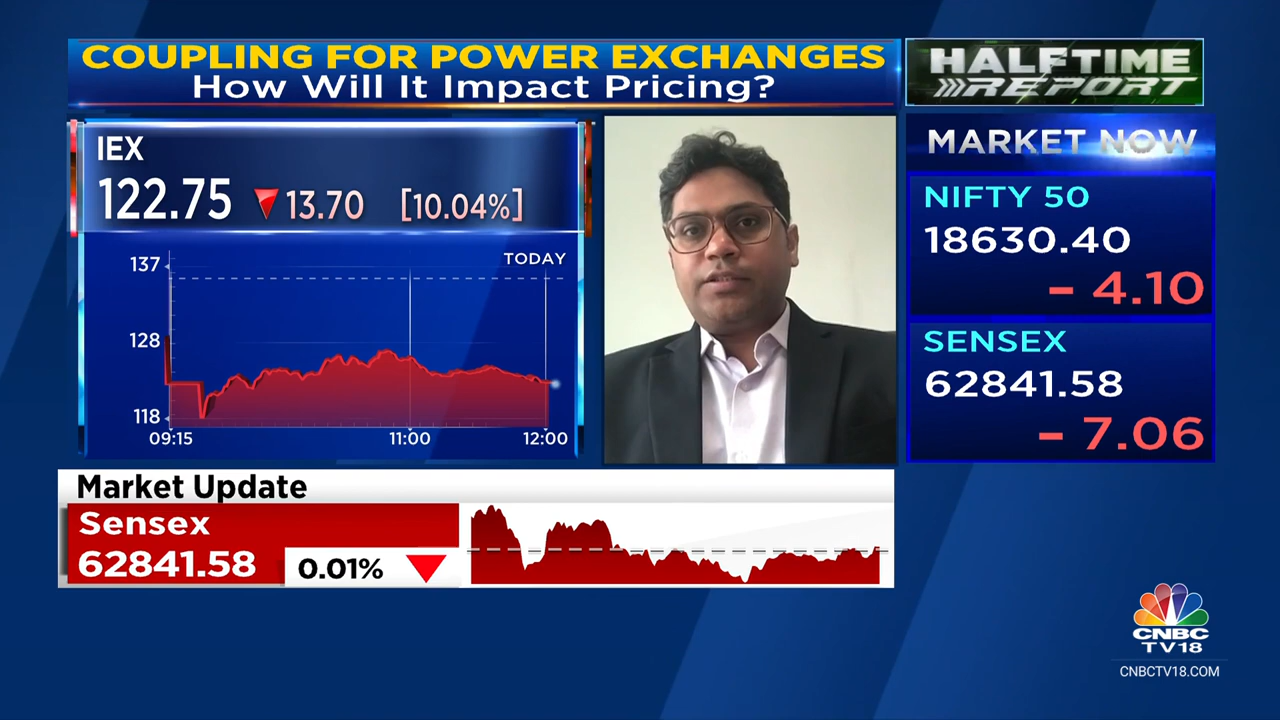 COUPLING FOR POWER EXCHANGES
How Will It Impact Pricing?
HALFTIME
REPORT
IEX
122.75 ▼ 13.70 [10.04%]
TODAY
137
128
118
09:15 11:00 12:00
MARKET NOW
NIFTY 50
18630.40
- 4.10
SENSEX
62841.58
- 7.06
Market Update
Sensex
62841.58 0.01% ▼
CNBC
TV18
CNBCTV18.COM